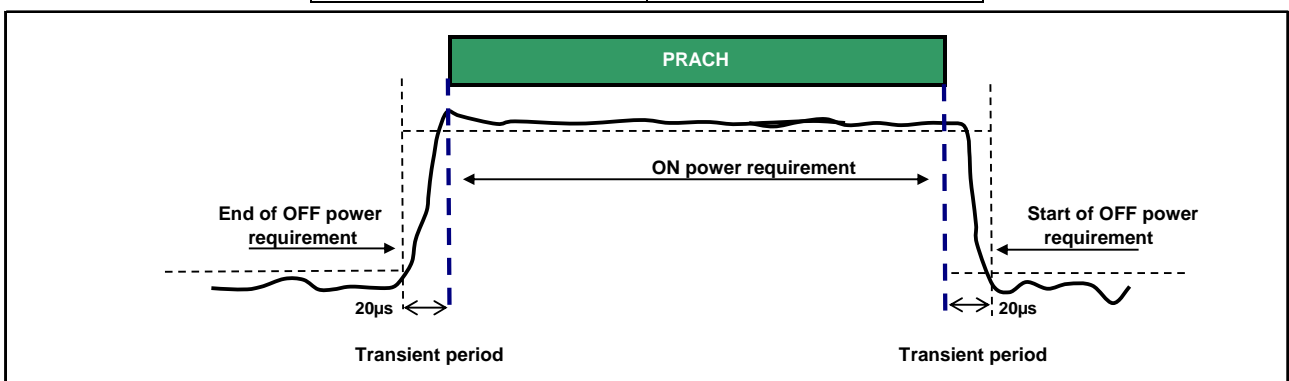 PRACH
ON power requirement
End of OFF power
requirement
Start of OFF power
requirement
20µs
20µs
Transient period
Transient period